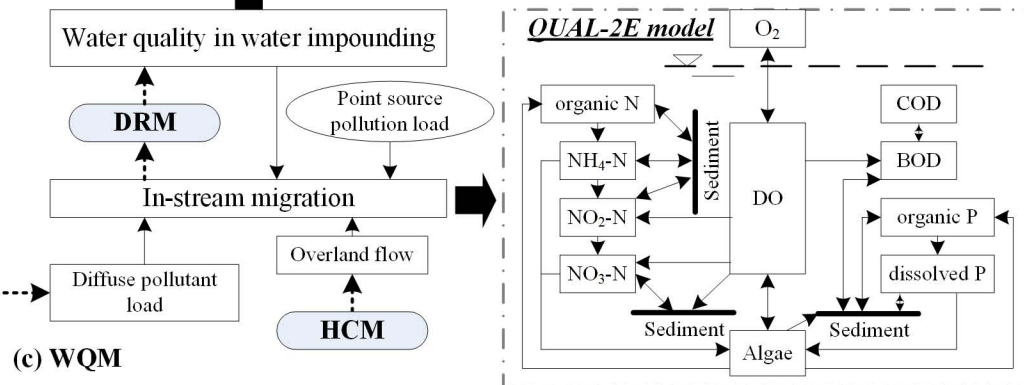 Water quality in water impounding
DRM
Point source
pollution load
In-stream migration
Overland flow
Diffuse pollutant
load
HCM
(c) WQM
QUAL-2E model
O₂
organic N
NH₄-N
NO₂-N
NO₃-N
Sediment
DO
COD
BOD
organic P
dissolved P
Sediment
Sediment
Algae